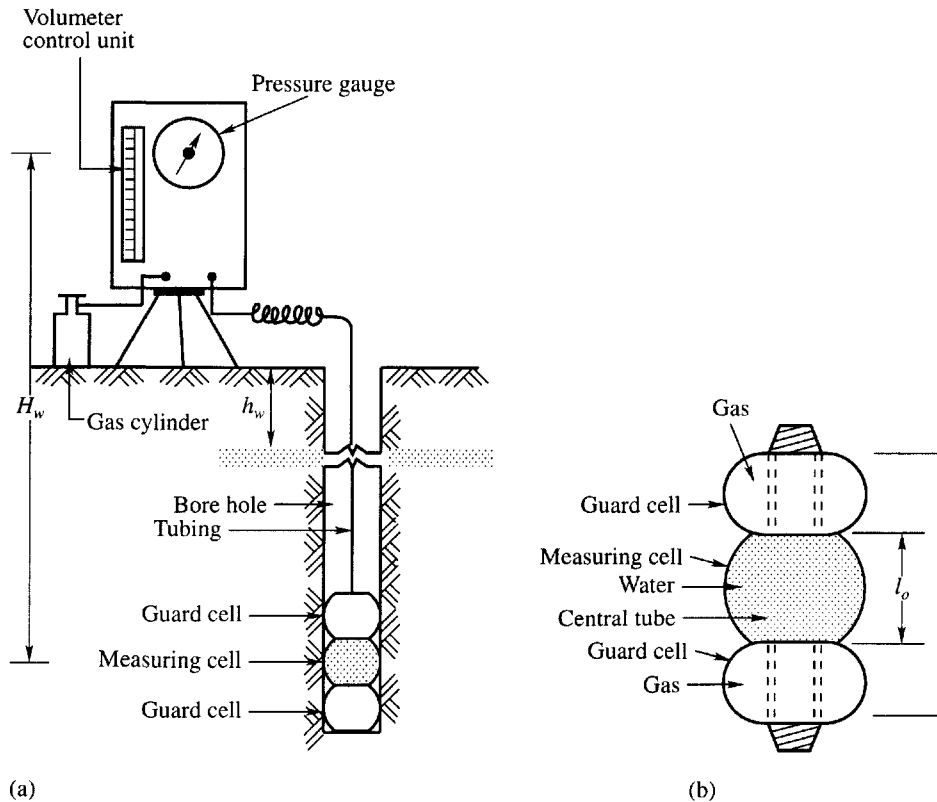 Volumeter
control unit
Pressure gauge
H_w
h_w
Gas cylinder
Bore hole
Tubing
Guard cell
Measuring cell
Guard cell
(a)
Gas
Guard cell
Measuring cell
Water
Central tube
Guard cell
Gas
l_o
(b)